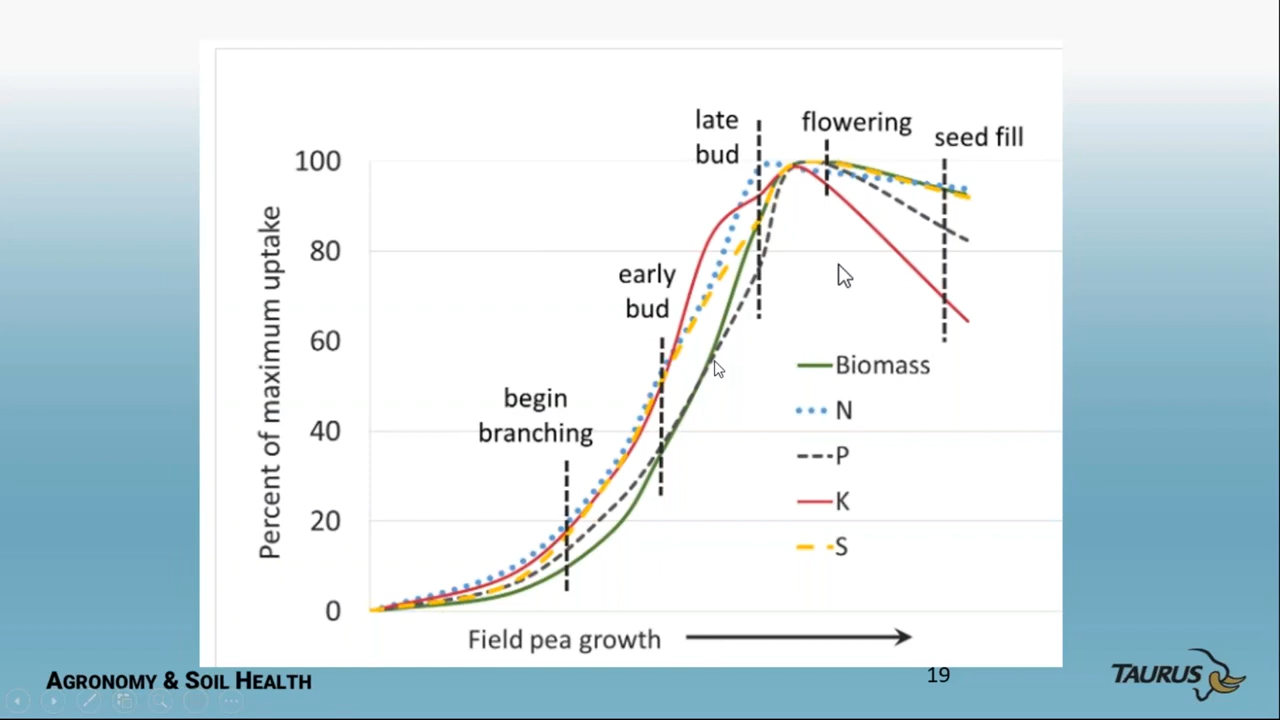 late
bud
flowering
seed fill
100
80
60
40
20
0
Percent of maximum uptake
early
bud
begin
branching
Biomass
N
P
K
S
Field pea growth
AGRONOMY & SOIL HEALTH
19
TAURUS